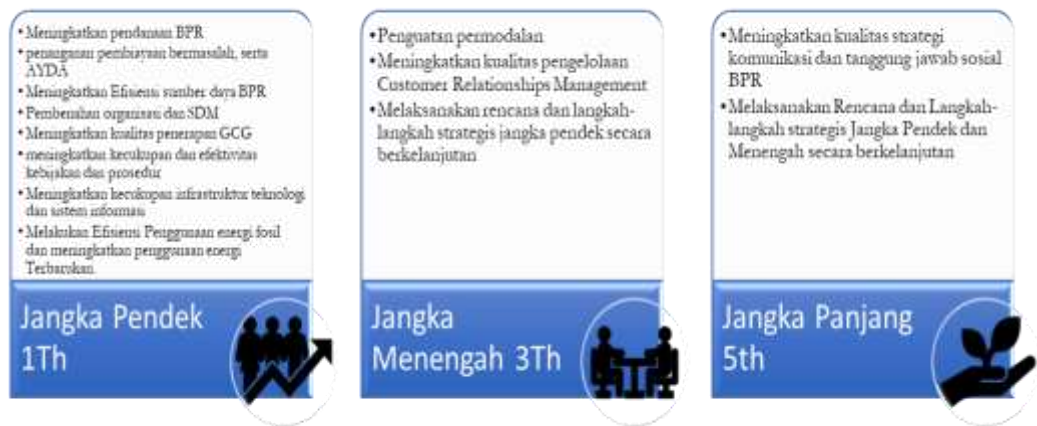 • Meningkatkan pendanaan BPR
• penanganan pembiayaan bermasalah, serta
AYDA
• Meningkatkan Efisiensi sumber daya BPR
• Pembenahan organisasi dan SDM
• Meningkatkan kualitas penerapan GCG
• meningkatkan kecukupan dan efektivitas
kebijakan dan prosedur
• Meningkatkan kecukupan infrastruktur teknologi
dan sistem informasi
• Melakukan Efisiensi Penggunaan energi fosil
dan meningkatkan penggunaan energi
Terbarukan.
Jangka Pendek
1Th
• Penguatan permodalan
• Meningkatkan kualitas pengelolaan
Customer Relationships Management
• Melaksanakan rencana dan langkah-
langkah strategis jangka pendek secara
berkelanjutan
Jangka
Menengah 3Th
• Meningkatkan kualitas strategi
komunikasi dan tanggung jawab sosial
BPR
• Melaksanakan Rencana dan Langkah-
langkah strategis Jangka Pendek dan
Menengah secara berkelanjutan
Jangka Panjang
5th